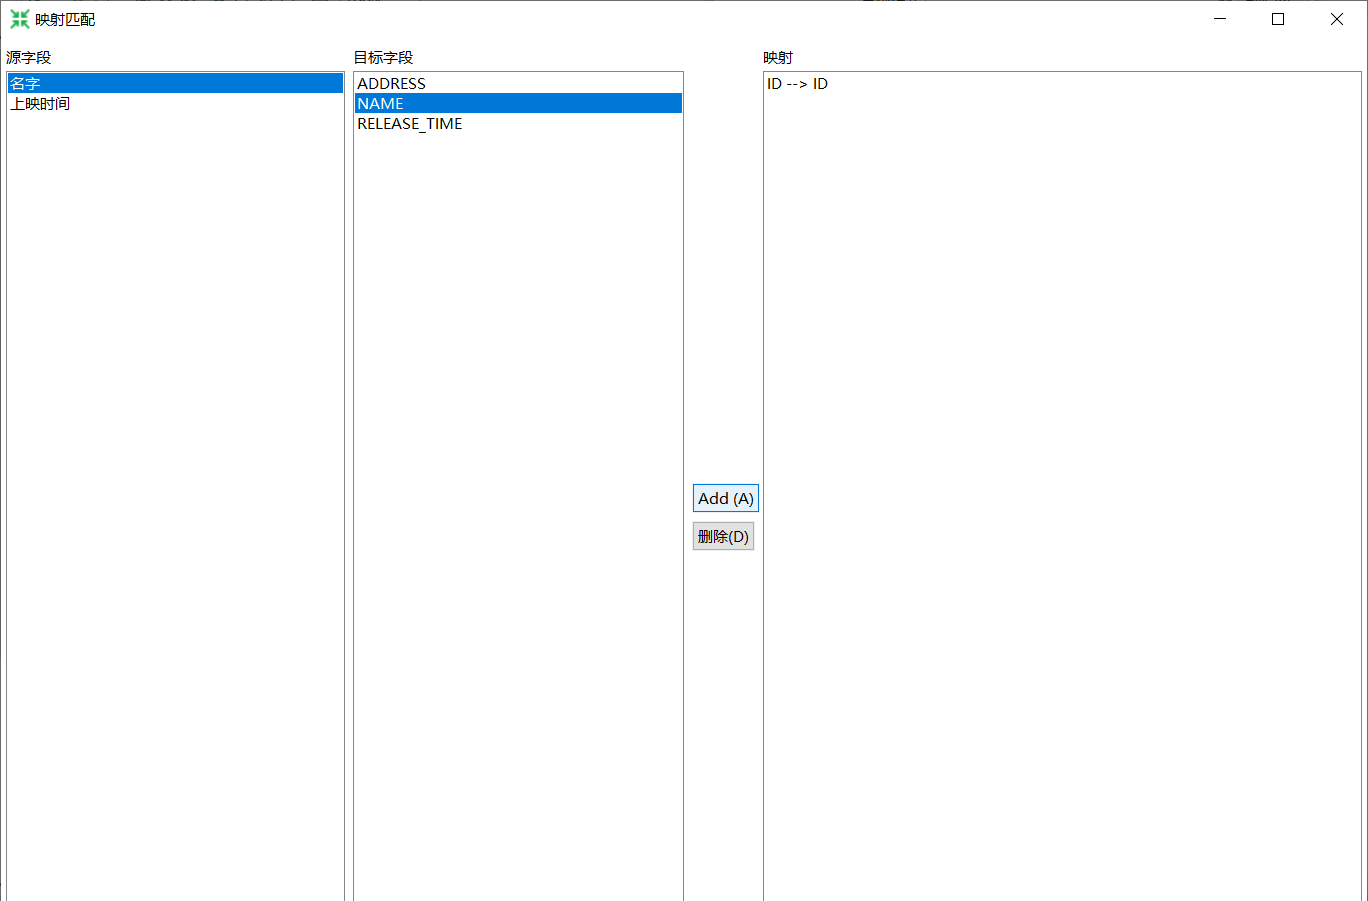 映射匹配
源字段
名字
上映时间
目标字段
ADDRESS
NAME
RELEASE_TIME
Add (A)
删除(D)
映射
ID --> ID